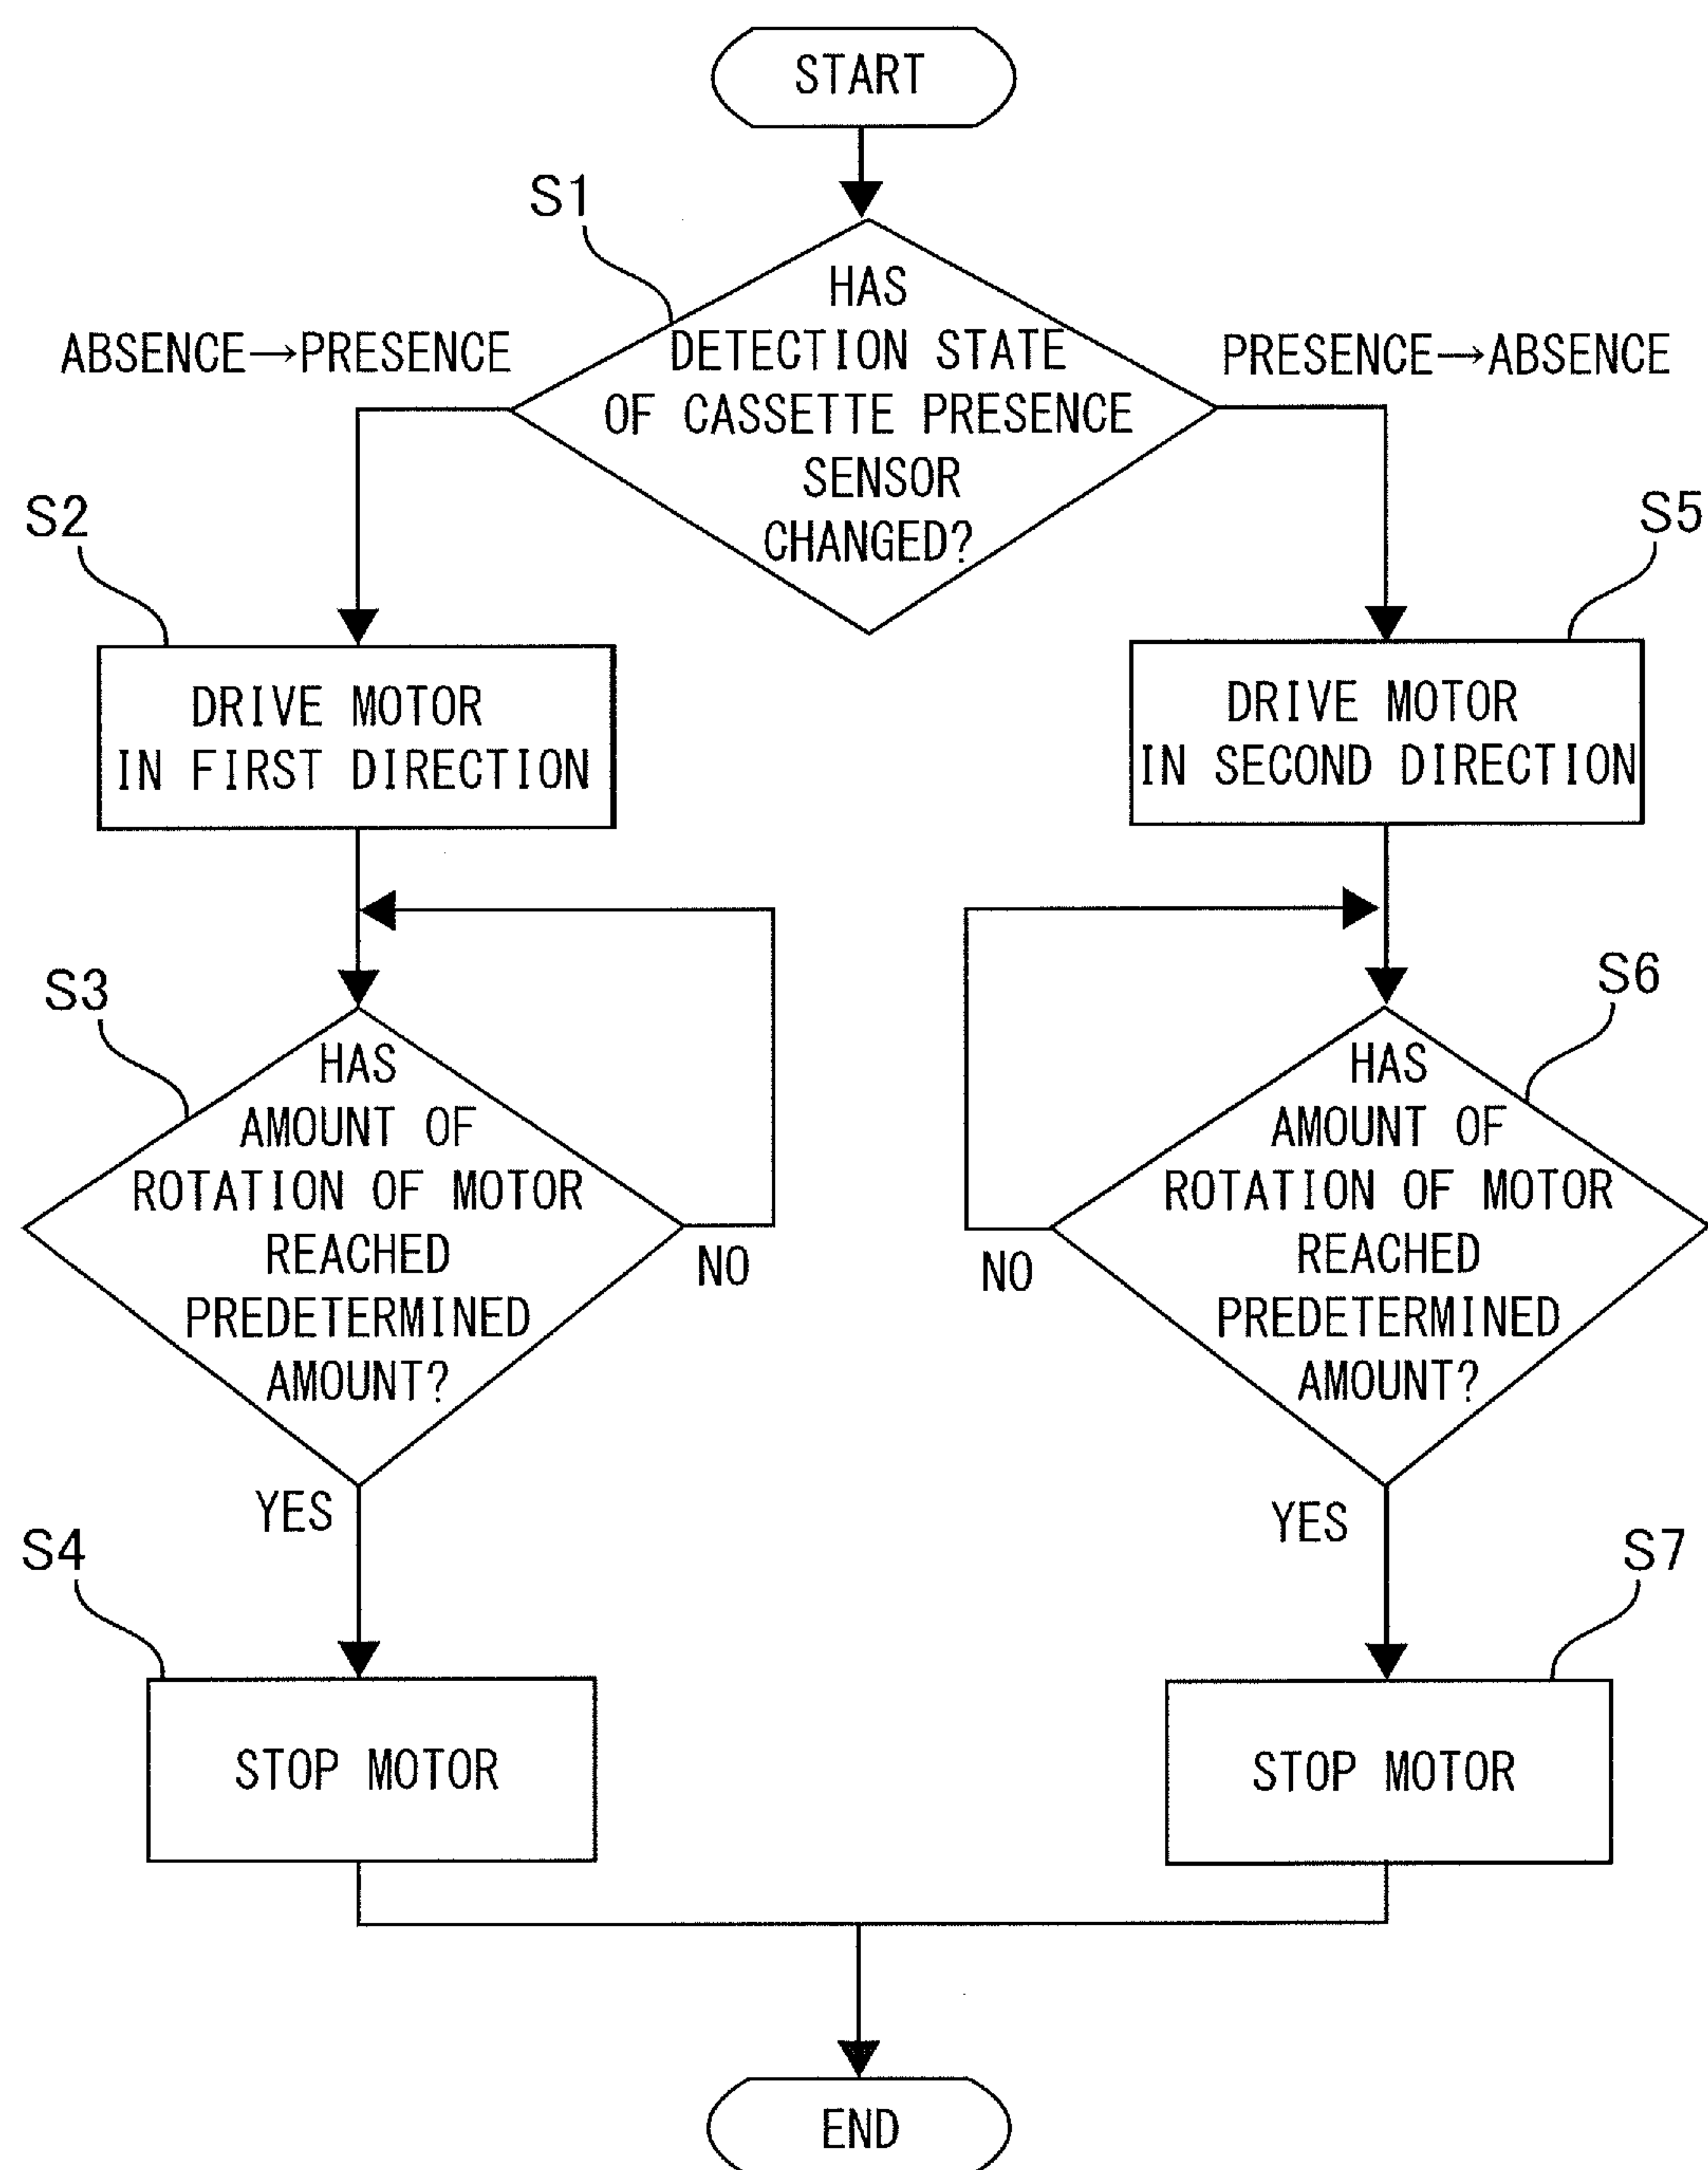 START
S1
HAS
DETECTION STATE
OF CASSETTE PRESENCE
SENSOR
CHANGED?
ABSENCE→PRESENCE
PRESENCE→ABSENCE
S2
DRIVE MOTOR
IN FIRST DIRECTION
S5
DRIVE MOTOR
IN SECOND DIRECTION
S3
HAS
AMOUNT OF
ROTATION OF MOTOR
REACHED
PREDETERMINED
AMOUNT?
NO
YES
S6
HAS
AMOUNT OF
ROTATION OF MOTOR
REACHED
PREDETERMINED
AMOUNT?
NO
YES
S4
STOP MOTOR
S7
STOP MOTOR
END